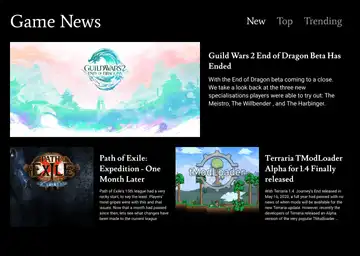 Game News
New Top Trending
GUILD WARS 2
END OF DRAGONS
Guild Wars 2 End of Dragon Beta Has
Ended
With the End of Dragon beta coming to a close.
We take a look back at the three new
specialisations players were able to try out: The
Meistro, The Willbender , and The Harbinger.
PATH OF
EXILE
Path of Exile:
Expedition - One
Month Later
Path of Exile's 15th league had a very
rocky start, to say the least. Players'
moral gripes were with this and that
issues. Now that a month had passed
since then, lets see what changes have
been made to the current league.
TModLoader
Terraria TModLoader
Alpha for 1.4 Finally
released
With Terraria 1.4 Journey's End released in
May 16, 2020, a full year had passed with no
news of when mods will be available for the
new Terraria update. However, recently the
developers of Terraria released an Alpha
version of the very popular TModLoader...